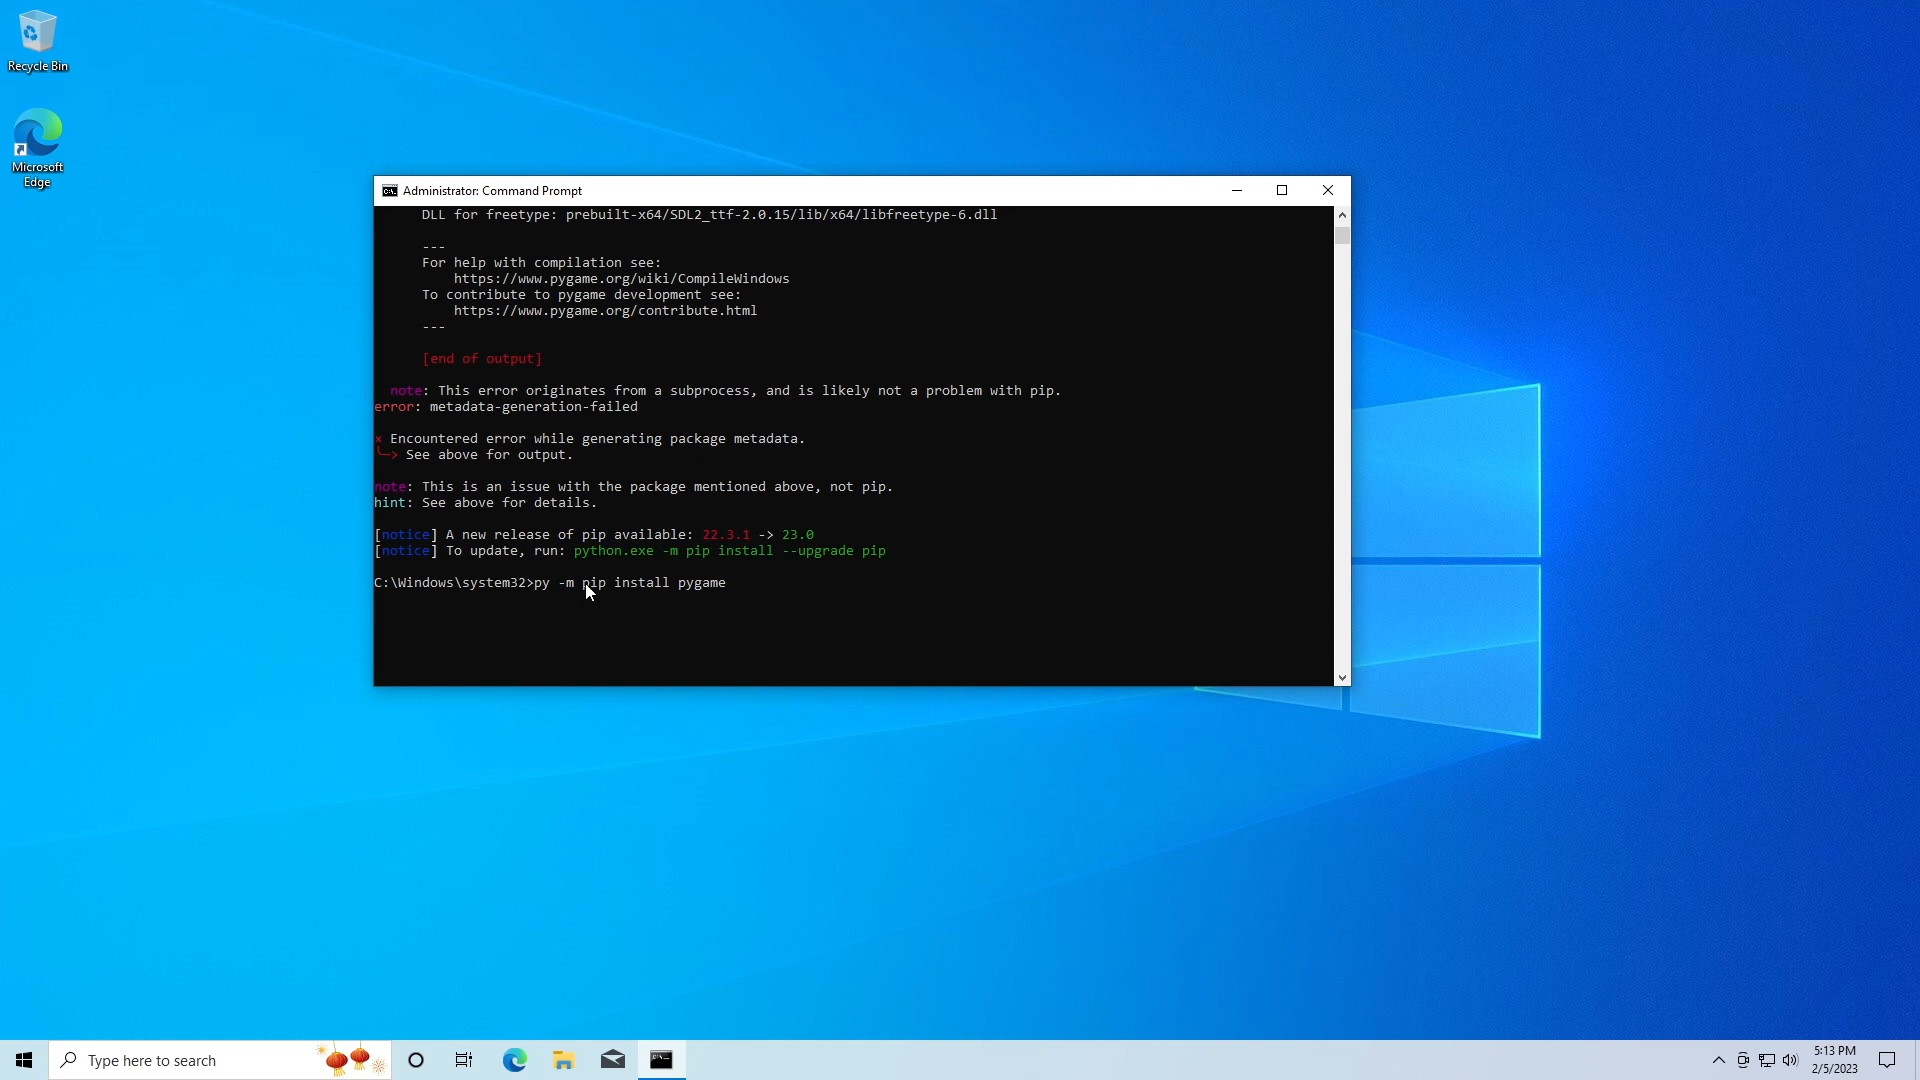 Recycle Bin
Microsoft
Edge
Administrator: Command Prompt
DLL for freetype: prebuilt-x64/SDL2_ttf-2.0.15/lib/x64/libfreetype-6.dll
---
For help with compilation see:
https://www.pygame.org/wiki/CompileWindows
To contribute to pygame development see:
https://www.pygame.org/contribute.html
---
[end of output]
note: This error originates from a subprocess, and is likely not a problem with pip.
error: metadata-generation-failed
× Encountered error while generating package metadata.
╰─> See above for output.
note: This is an issue with the package mentioned above, not pip.
hint: See above for details.
[notice] A new release of pip available: 22.3.1 -> 23.0
[notice] To update, run: python.exe -m pip install --upgrade pip
C:\Windows\system32>py -m pip install pygame
Type here to search
5:13 PM
2/5/2023